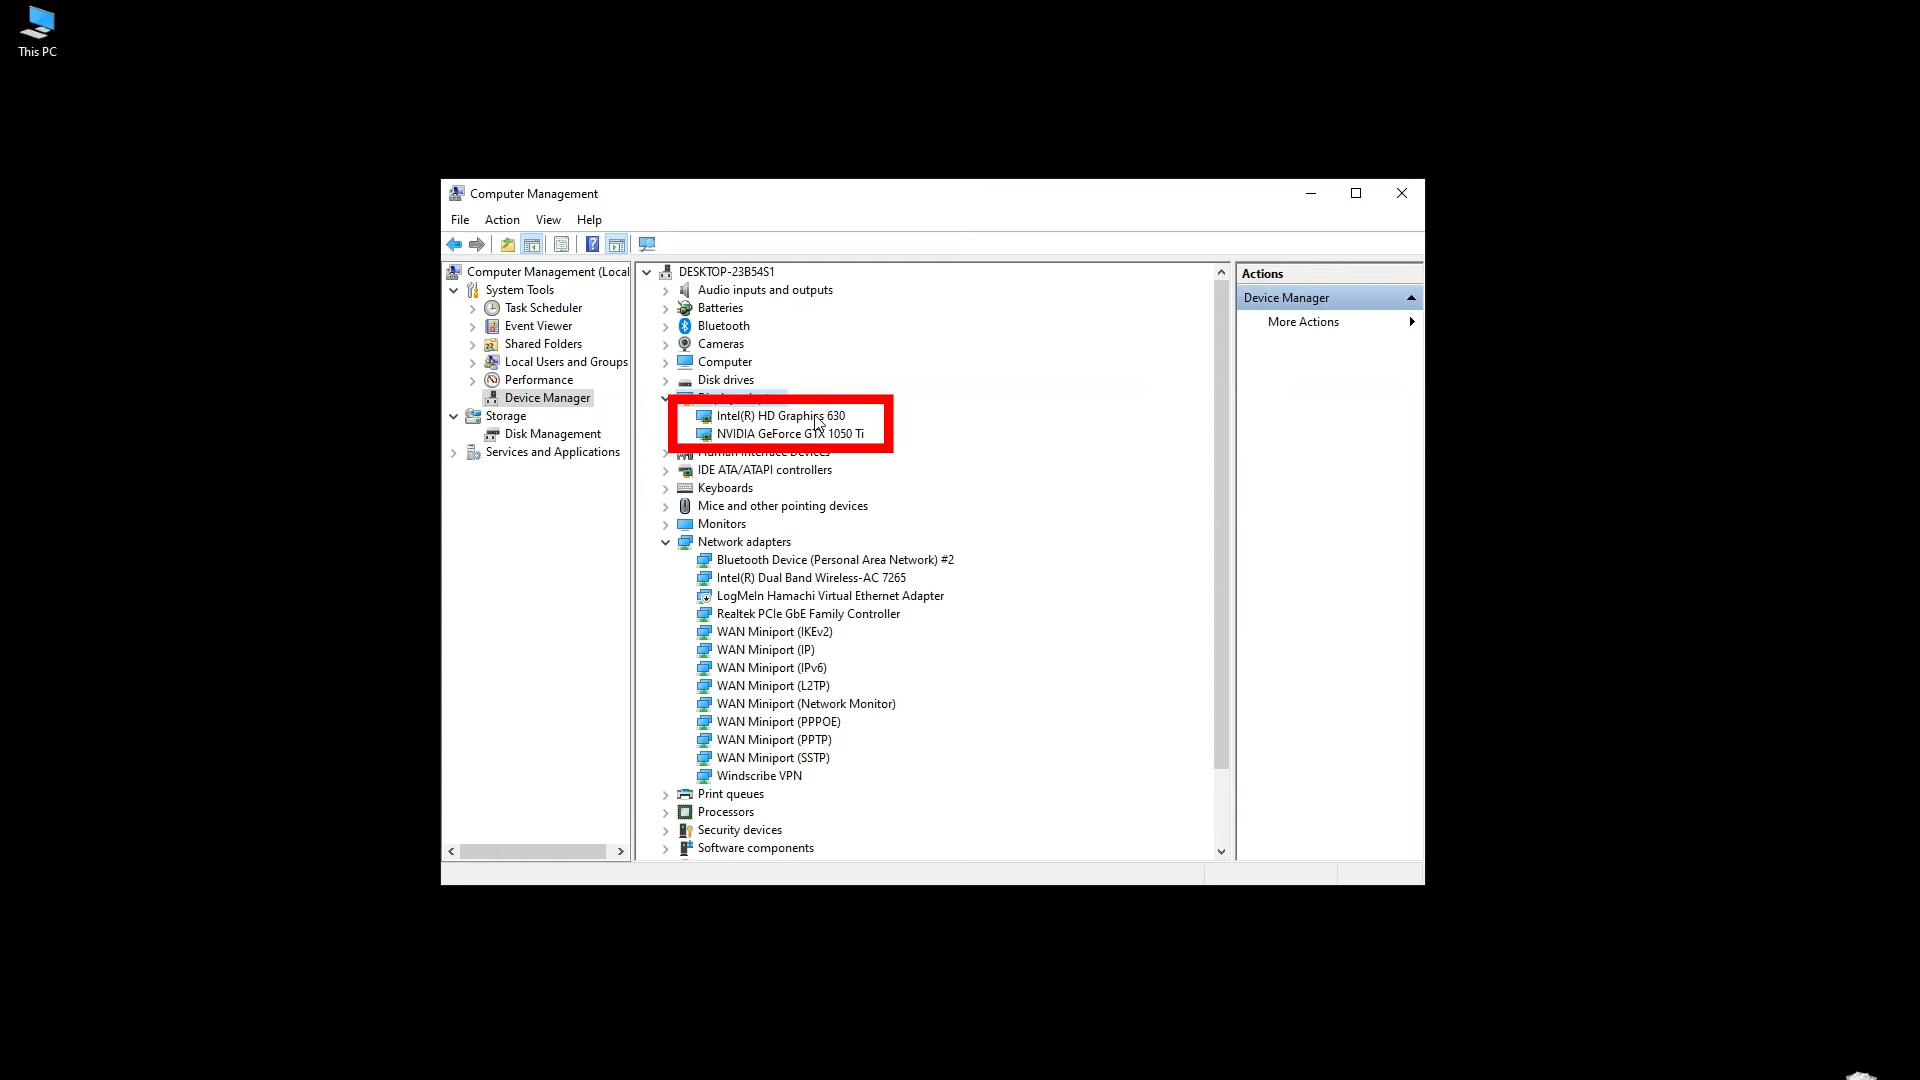 This PC
Computer Management
File Action View Help
Computer Management (Local
System Tools
Task Scheduler
Event Viewer
Shared Folders
Local Users and Groups
Performance
Device Manager
Storage
Disk Management
Services and Applications
DESKTOP-23B54S1
Audio inputs and outputs
Batteries
Bluetooth
Cameras
Computer
Disk drives
Intel(R) HD Graphics 630
NVIDIA GeForce GTX 1050 Ti
Human Interface Devices
IDE ATA/ATAPI controllers
Keyboards
Mice and other pointing devices
Monitors
Network adapters
Bluetooth Device (Personal Area Network) #2
Intel(R) Dual Band Wireless-AC 7265
LogMeIn Hamachi Virtual Ethernet Adapter
Realtek PCIe GbE Family Controller
WAN Miniport (IKEv2)
WAN Miniport (IP)
WAN Miniport (IPv6)
WAN Miniport (L2TP)
WAN Miniport (Network Monitor)
WAN Miniport (PPPOE)
WAN Miniport (PPTP)
WAN Miniport (SSTP)
Windscribe VPN
Print queues
Processors
Security devices
Software components
Actions
Device Manager
More Actions